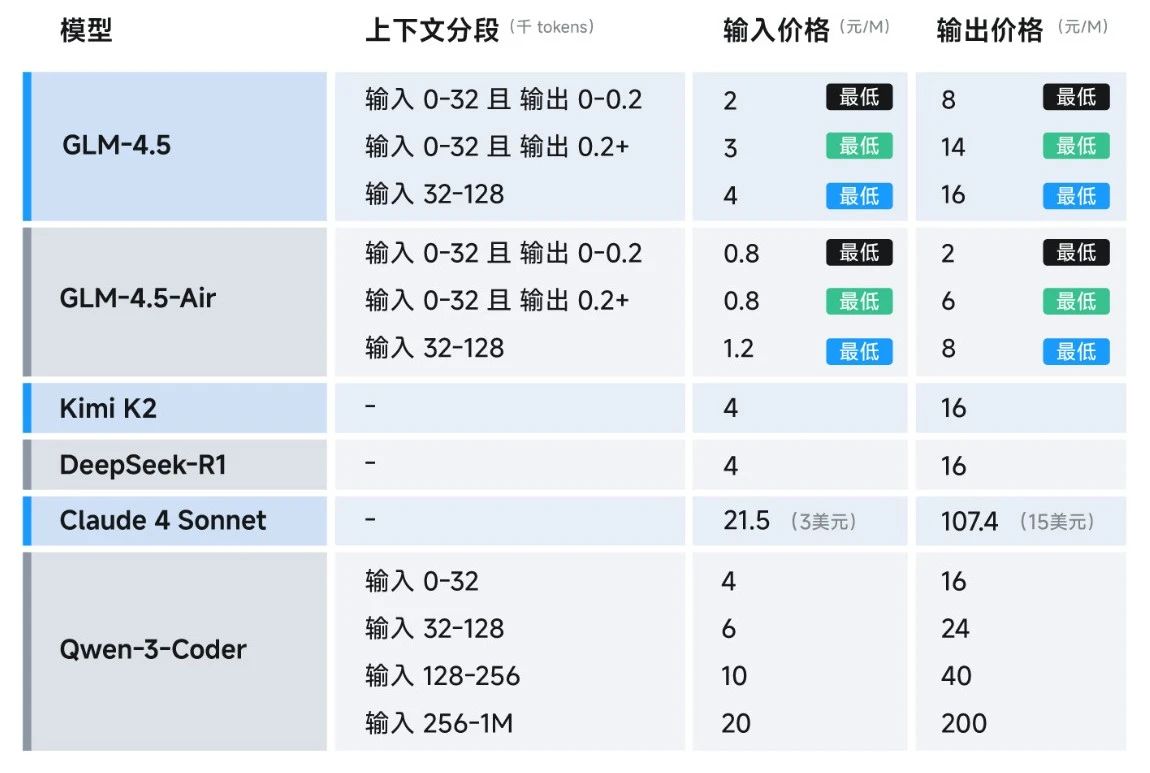 模型 上下文分段 (千 tokens) 输入价格 (元/M) 输出价格 (元/M)
输入 0-32 且 输出 0-0.2 2 最低 8 最低
GLM-4.5 输入 0-32 且 输出 0.2+ 3 最低 14 最低
输入 32-128 4 最低 16 最低
输入 0-32 且 输出 0-0.2 0.8 最低 2 最低
GLM-4.5-Air 输入 0-32 且 输出 0.2+ 0.8 最低 6 最低
输入 32-128 1.2 最低 8 最低
Kimi K2 - 4 16
DeepSeek-R1 - 4 16
Claude 4 Sonnet - 21.5 (3美元) 107.4 (15美元)
输入 0-32 4 16
输入 32-128 6 24
Qwen-3-Coder
输入 128-256 10 40
输入 256-1M 20 200